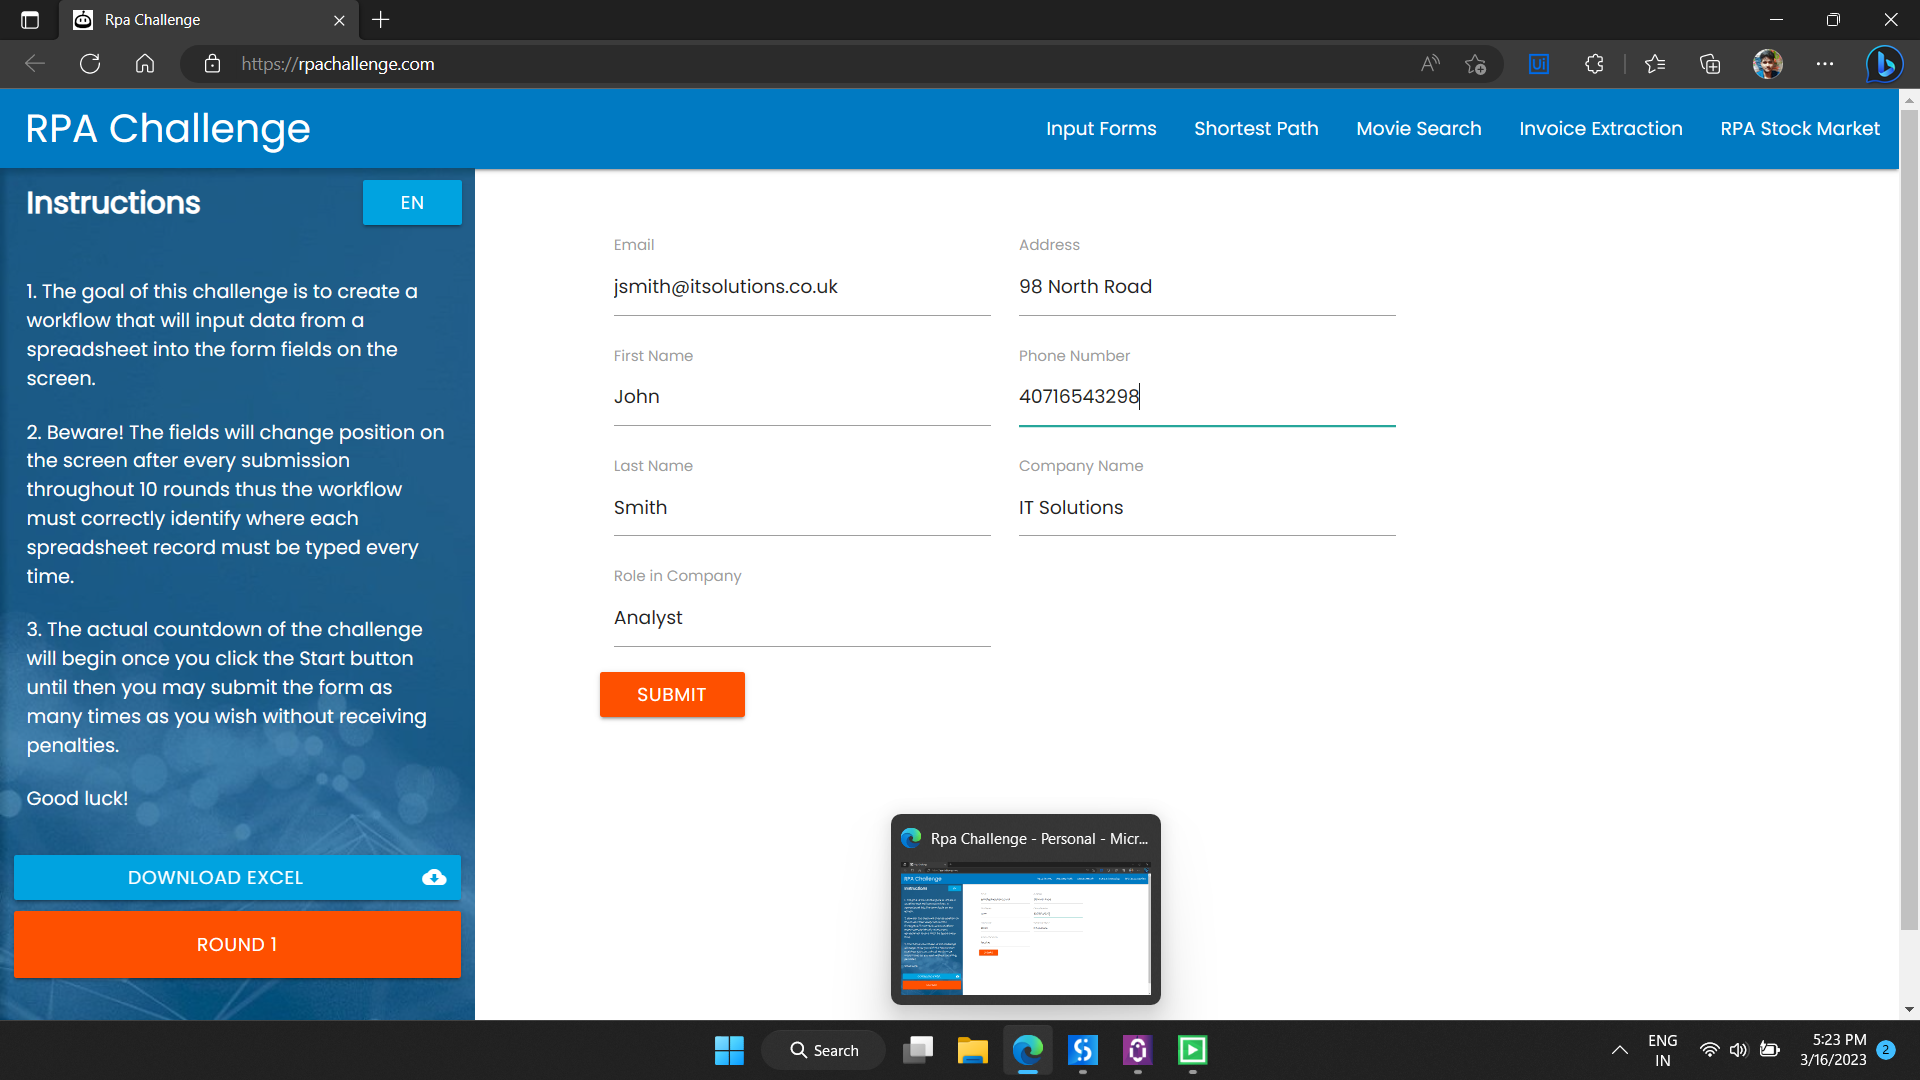 Rpa Challenge
https://rpachallenge.com
RPA Challenge
Input Forms
Shortest Path
Movie Search
Invoice Extraction
RPA Stock Market
Instructions
EN
1. The goal of this challenge is to create a
workflow that will input data from a
spreadsheet into the form fields on the
screen.
2. Beware! The fields will change position on
the screen after every submission
throughout 10 rounds thus the workflow
must correctly identify where each
spreadsheet record must be typed every
time.
3. The actual countdown of the challenge
will begin once you click the Start button
until then you may submit the form as
many times as you wish without receiving
penalties.
Good luck!
DOWNLOAD EXCEL
ROUND 1
Email
jsmith@itsolutions.co.uk
Address
98 North Road
First Name
John
Phone Number
40716543298
Last Name
Smith
Company Name
IT Solutions
Role in Company
Analyst
SUBMIT
Rpa Challenge - Personal - Micr...
RPA Challenge
Search
ENG
IN
5:23 PM
3/16/2023
2